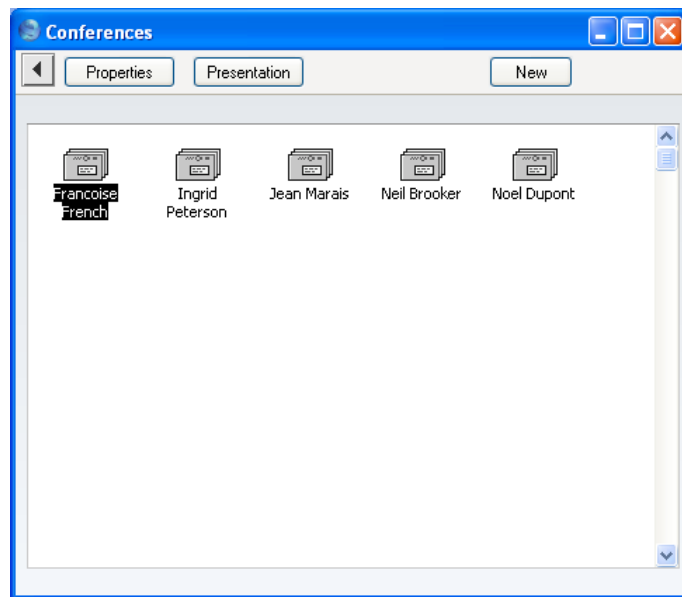 Conferences
Properties Presentation New
Francoise French
Ingrid Peterson
Jean Marais
Neil Brooker
Noel Dupont